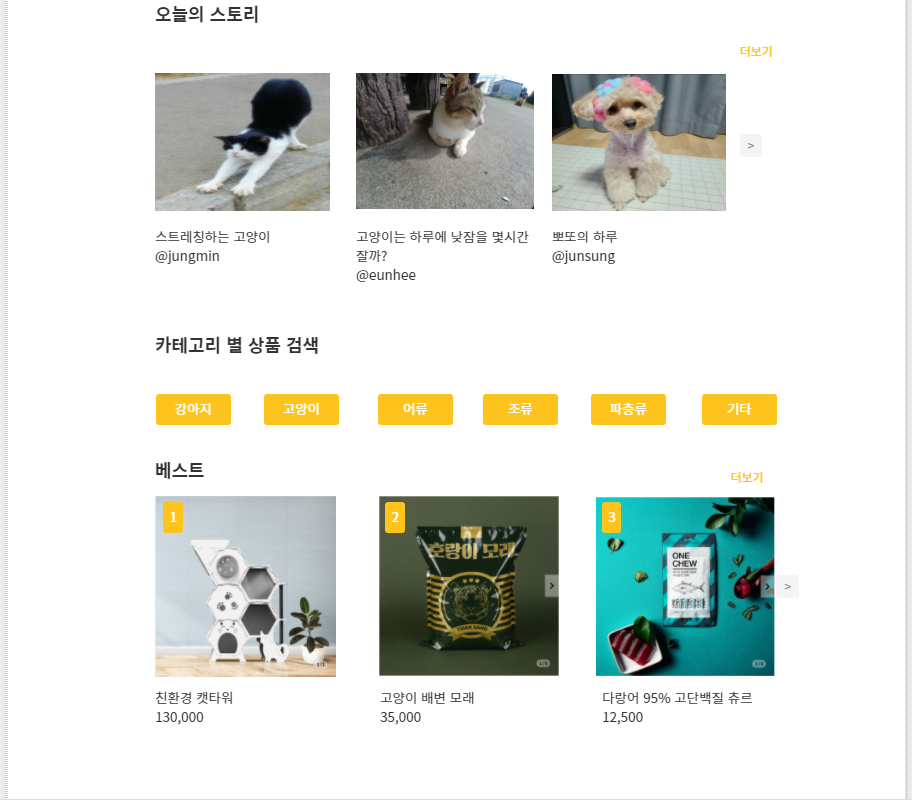 오늘의 스토리
더보기
>
스트레칭하는 고양이
@jungmin
고양이는 하루에 낮잠을 몇시간
잘까?
@eunhee
뽀또의 하루
@junsung
카테고리 별 상품 검색
강아지
고양이
어류
조류
파충류
기타
베스트
더보기
1
2
3
호랑이 모래
TIGER SAND
ONE
CHEW
>
친환경 캣타워
130,000
고양이 배변 모래
35,000
다랑어 95% 고단백질 츄르
12,500